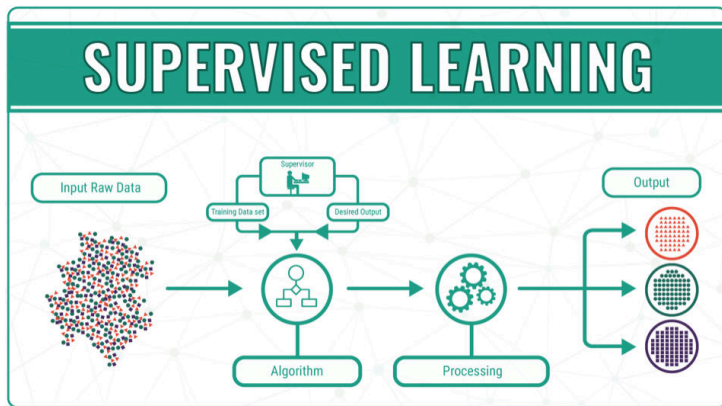 SUPERVISED LEARNING
Supervisor
Input Raw Data
Output
Training Data set
Desired Output
Algorithm
Processing